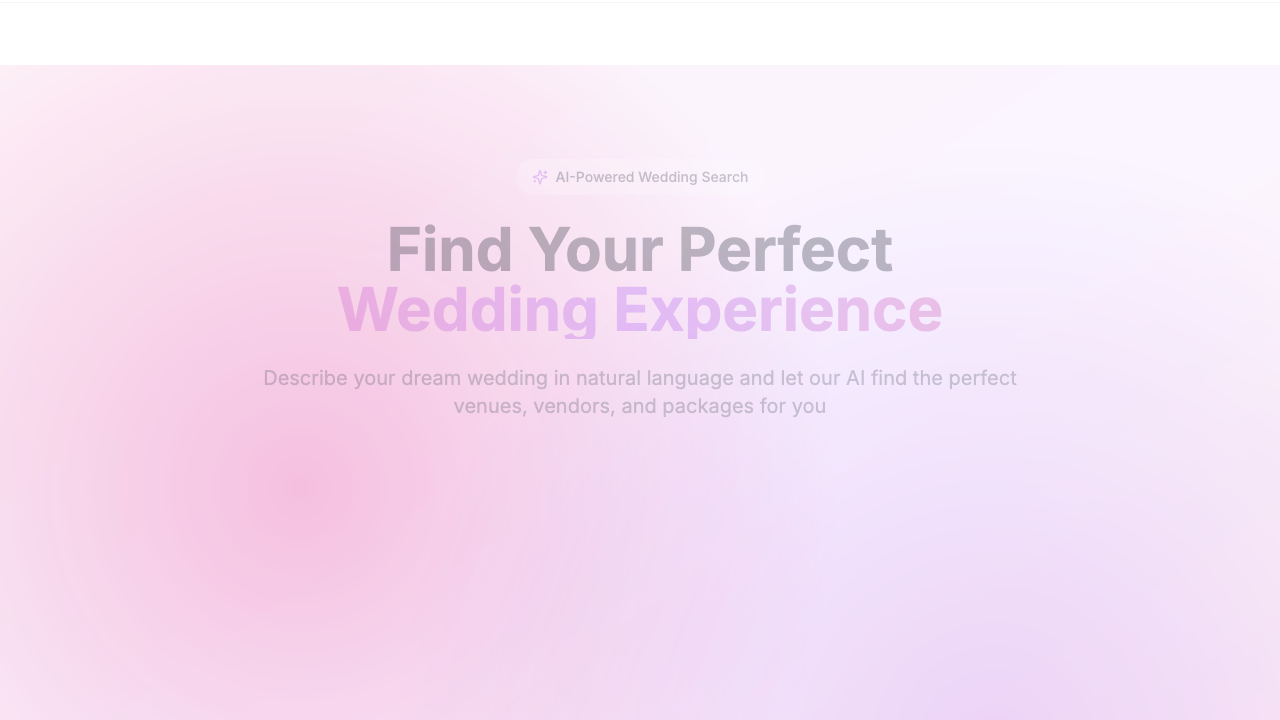 AI-Powered Wedding Search
Find Your Perfect
Wedding Experience
Describe your dream wedding in natural language and let our AI find the perfect
venues, vendors, and packages for you